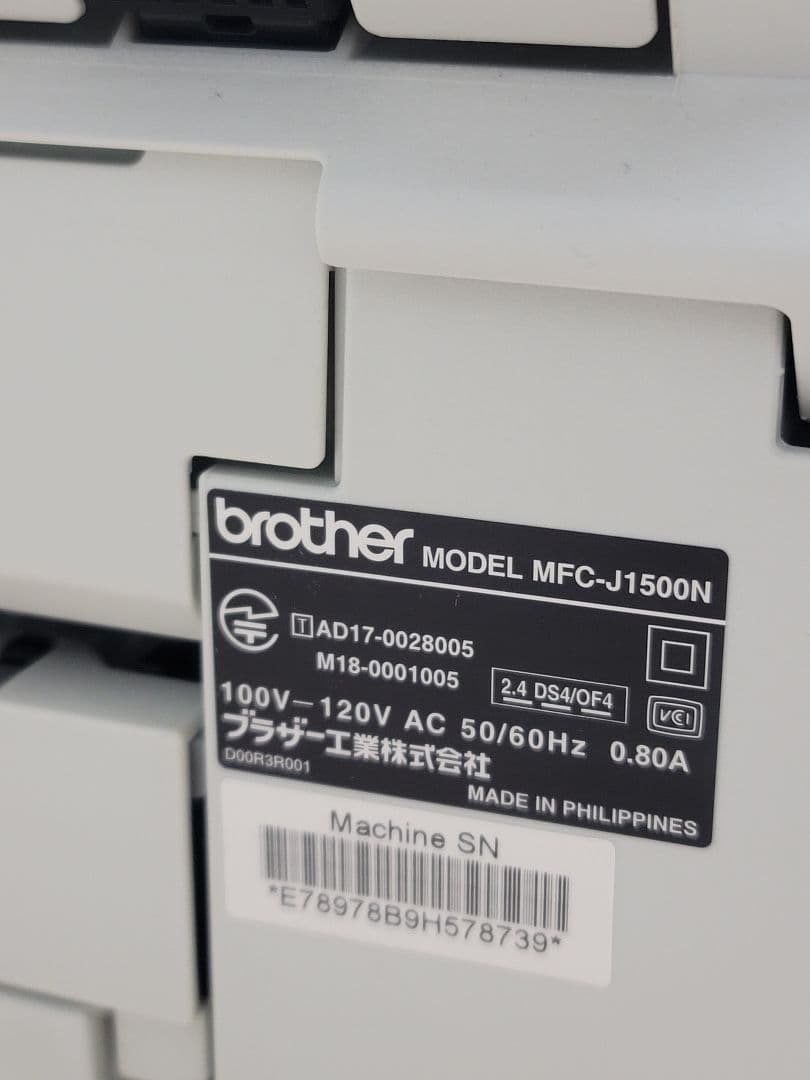 brother MODEL MFC-J1500N
T AD17-0028005
M18-0001005
2.4 DS4/OF4
VCI
100V-120V AC 50/60Hz 0.80A
ブラザー工業株式会社
D00R3R001
MADE IN PHILIPPINES
Machine SN
*E78978B9H578739*